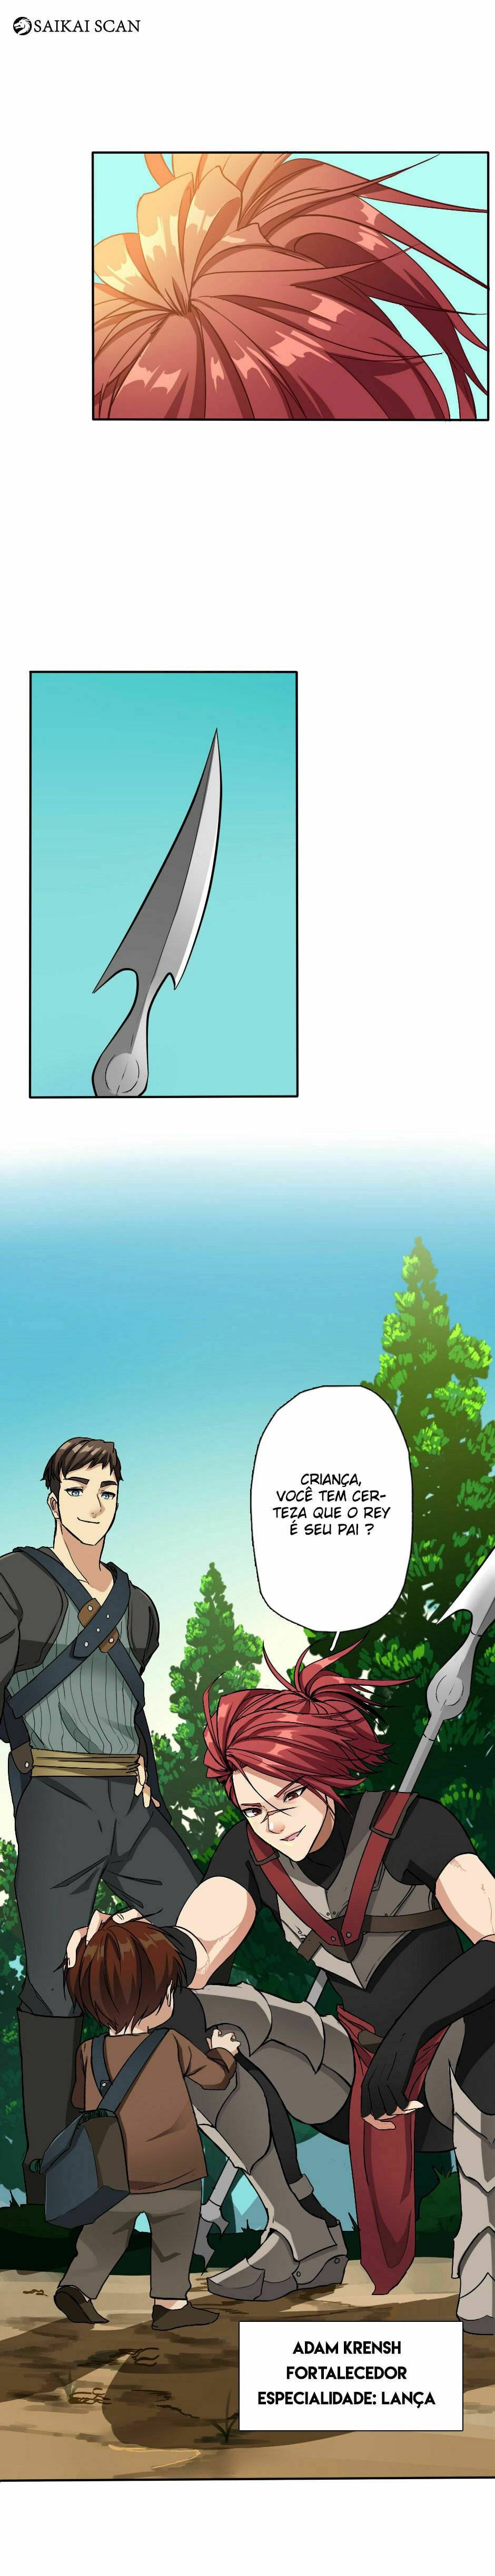 SAIKAI SCAN
CRIANÇA,
VOCÊ TEM CER-
TEZA QUE O REY
É SEU PAI ?
ADAM KRENSH
FORTALECEDOR
ESPECIALIDADE: LANÇA